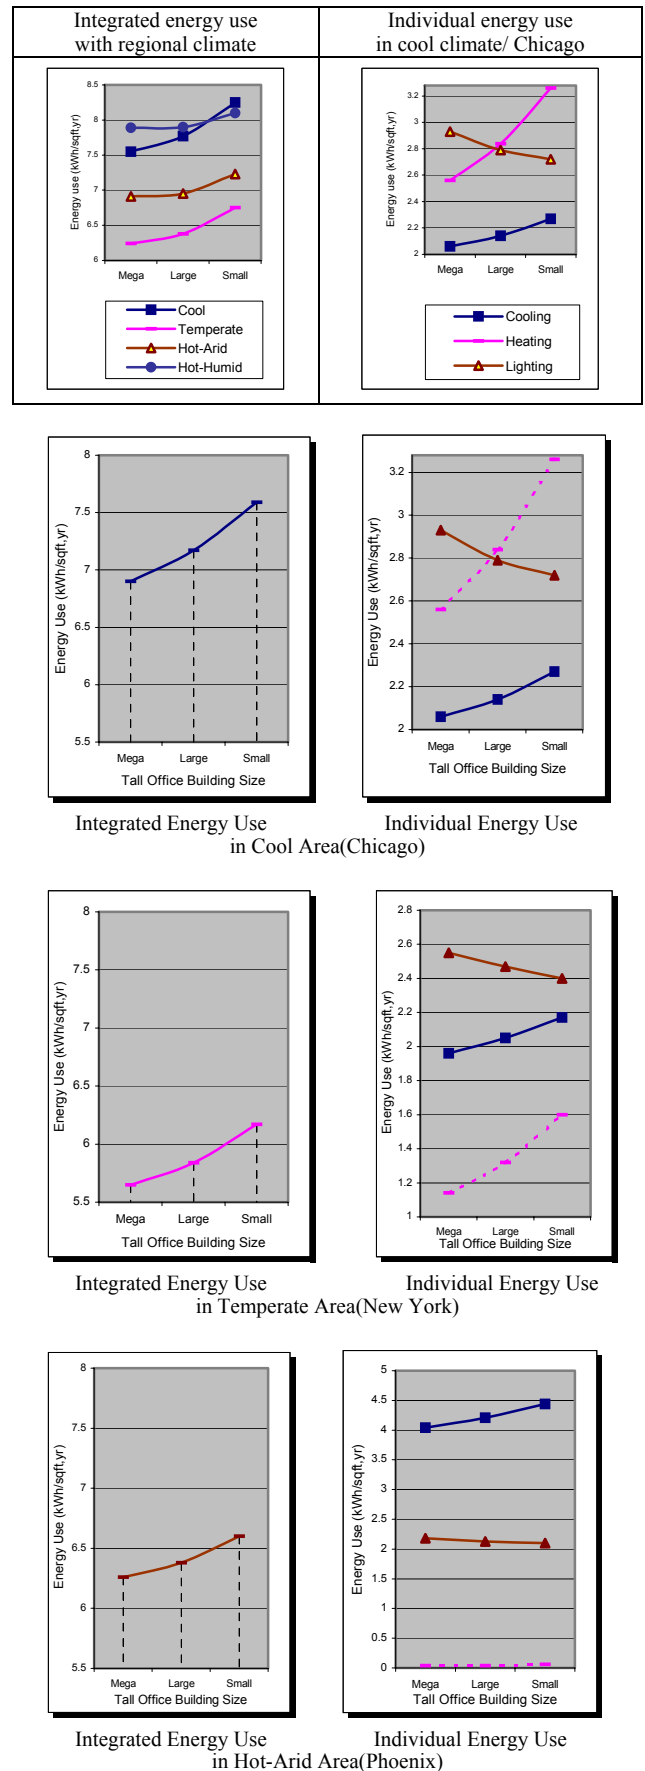 Integrated energy use
with regional climate
Individual energy use
in cool climate/ Chicago
Energy use (kWh/sqft,yr)
8.5
8
7.5
7
6.5
6
Mega Large Small
Cool
Temperate
Hot-Arid
Hot-Humid
Energy use (kWh/sqft,yr)
3.2
3
2.8
2.6
2.4
2.2
2
Mega Large Small
Cooling
Heating
Lighting
Energy Use (kWh/sqft,yr)
8
7.5
7
6.5
6
5.5
Mega Large Small
Tall Office Building Size
Energy Use (kWh/sqft,yr)
3.2
3
2.8
2.6
2.4
2.2
2
Mega Large Small
Tall Office Building Size
Integrated Energy Use Individual Energy Use
in Cool Area(Chicago)
Energy Use (kWh/sqft,yr)
8
7.5
7
6.5
6
5.5
Mega Large Small
Tall Office Building Size
Energy Use (kWh/sqft,yr)
2.8
2.6
2.4
2.2
2
1.8
1.6
1.4
1.2
1
Mega Large Small
Tall Office Building Size
Integrated Energy Use Individual Energy Use
in Temperate Area(New York)
Energy Use (kWh/sqft,yr)
8
7.5
7
6.5
6
5.5
Mega Large Small
Tall Office Building Size
Energy Use (kWh/sqft,yr)
5
4.5
4
3.5
3
2.5
2
1.5
1
0.5
0
Mega Large Small
Tall Office Building Size
Integrated Energy Use Individual Energy Use
in Hot-Arid Area(Phoenix)